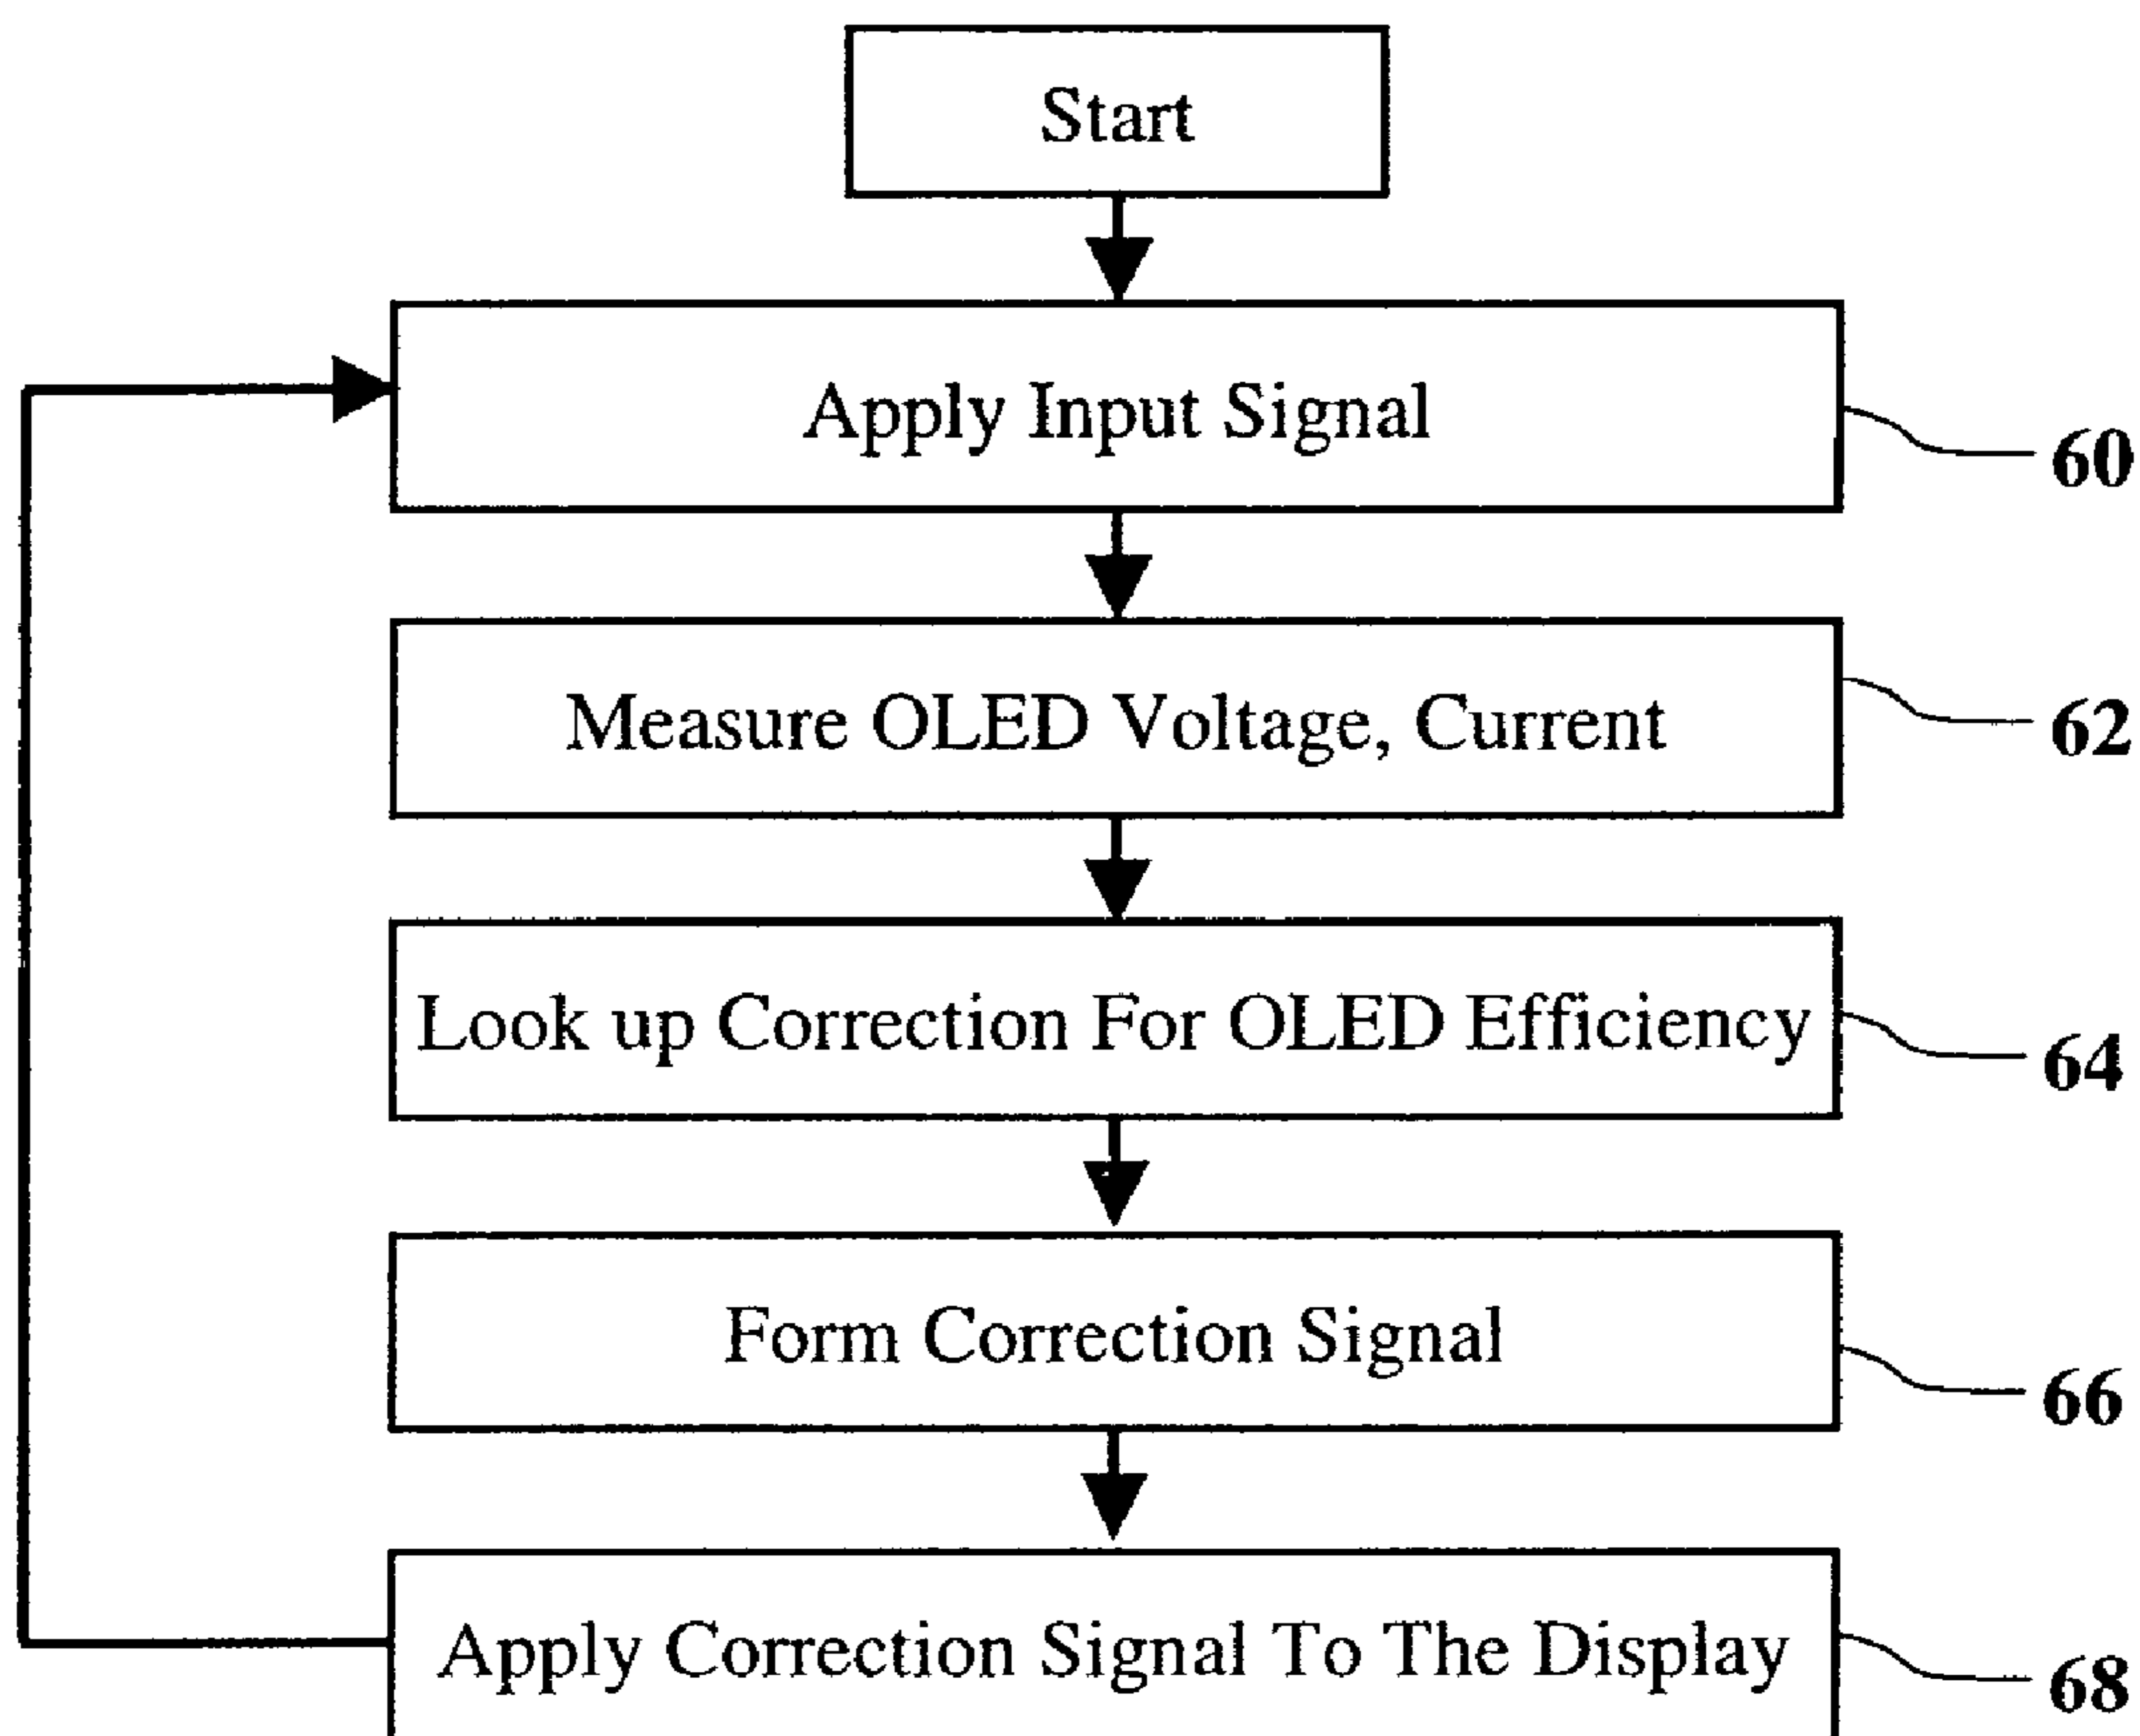 Start
Apply Input Signal
60
Measure OLED Voltage, Current
62
Look up Correction For OLED Efficiency
64
Form Correction Signal
66
Apply Correction Signal To The Display
68